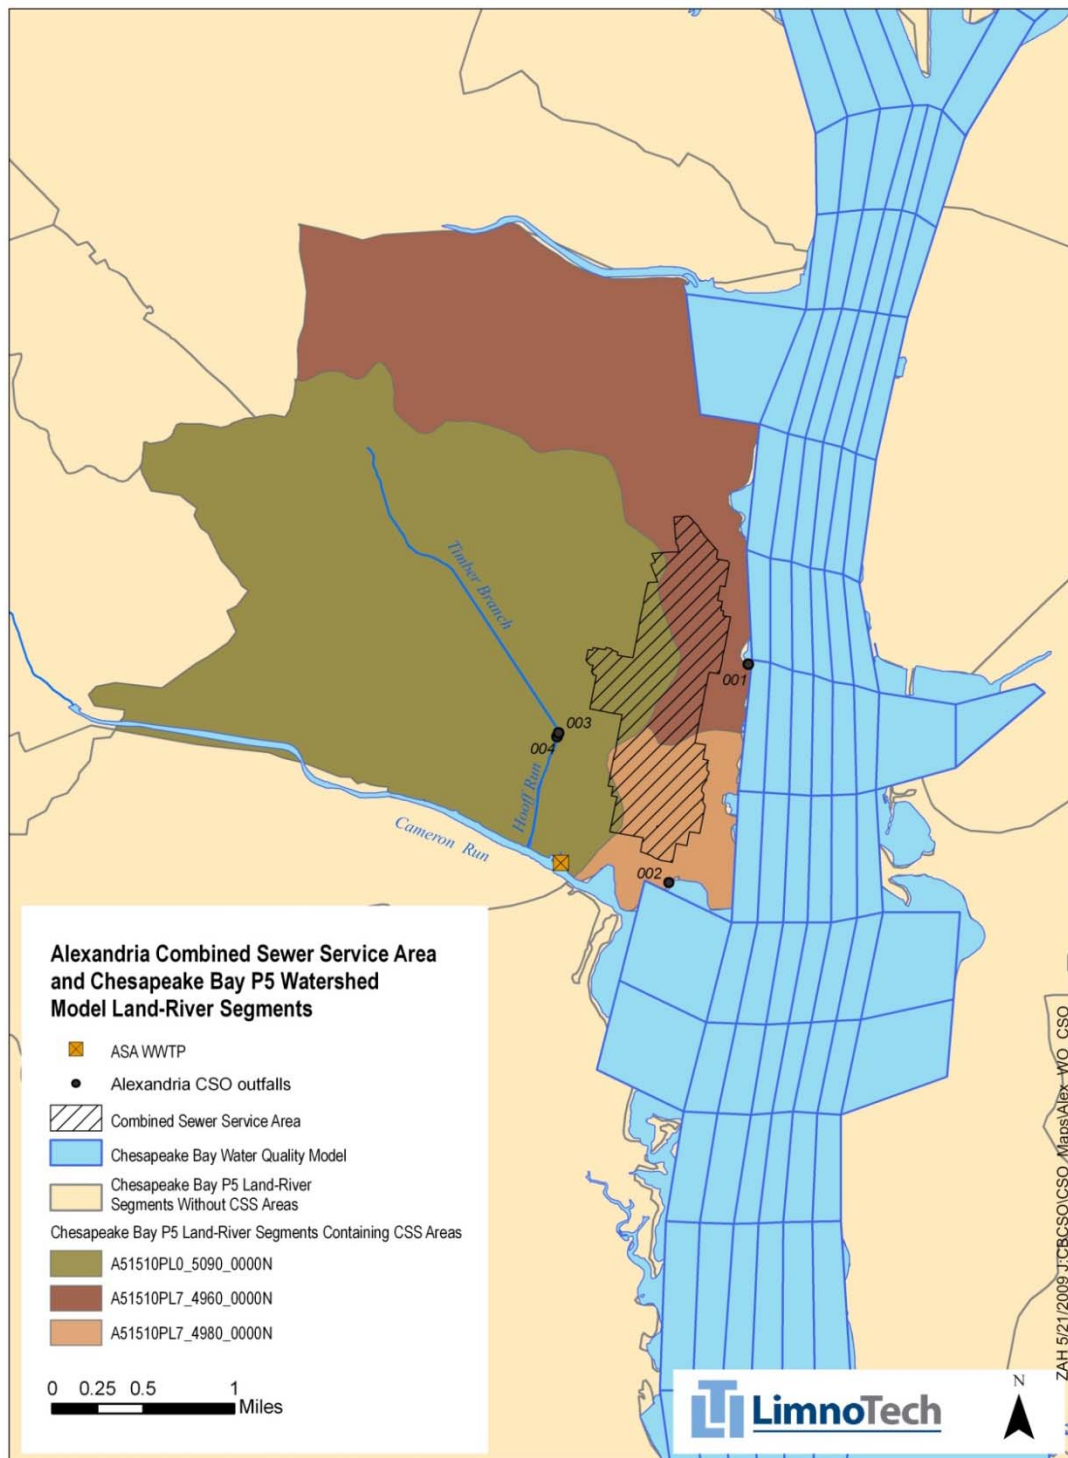 Timber Branch
001
003
004
Hooff Run
Cameron Run
002
Alexandria Combined Sewer Service Area
and Chesapeake Bay P5 Watershed
Model Land-River Segments
ASA WWTP
Alexandria CSO outfalls
Combined Sewer Service Area
Chesapeake Bay Water Quality Model
Chesapeake Bay P5 Land-River
Segments Without CSS Areas
Chesapeake Bay P5 Land-River Segments Containing CSS Areas
A51510PL0_5090_0000N
A51510PL7_4960_0000N
A51510PL7_4980_0000N
0 0.25 0.5 1
Miles
LTI LimnoTech
N
ZAH 5/21/2009 J:CBCSO\CSO_Maps\Alex_WO_CSO_